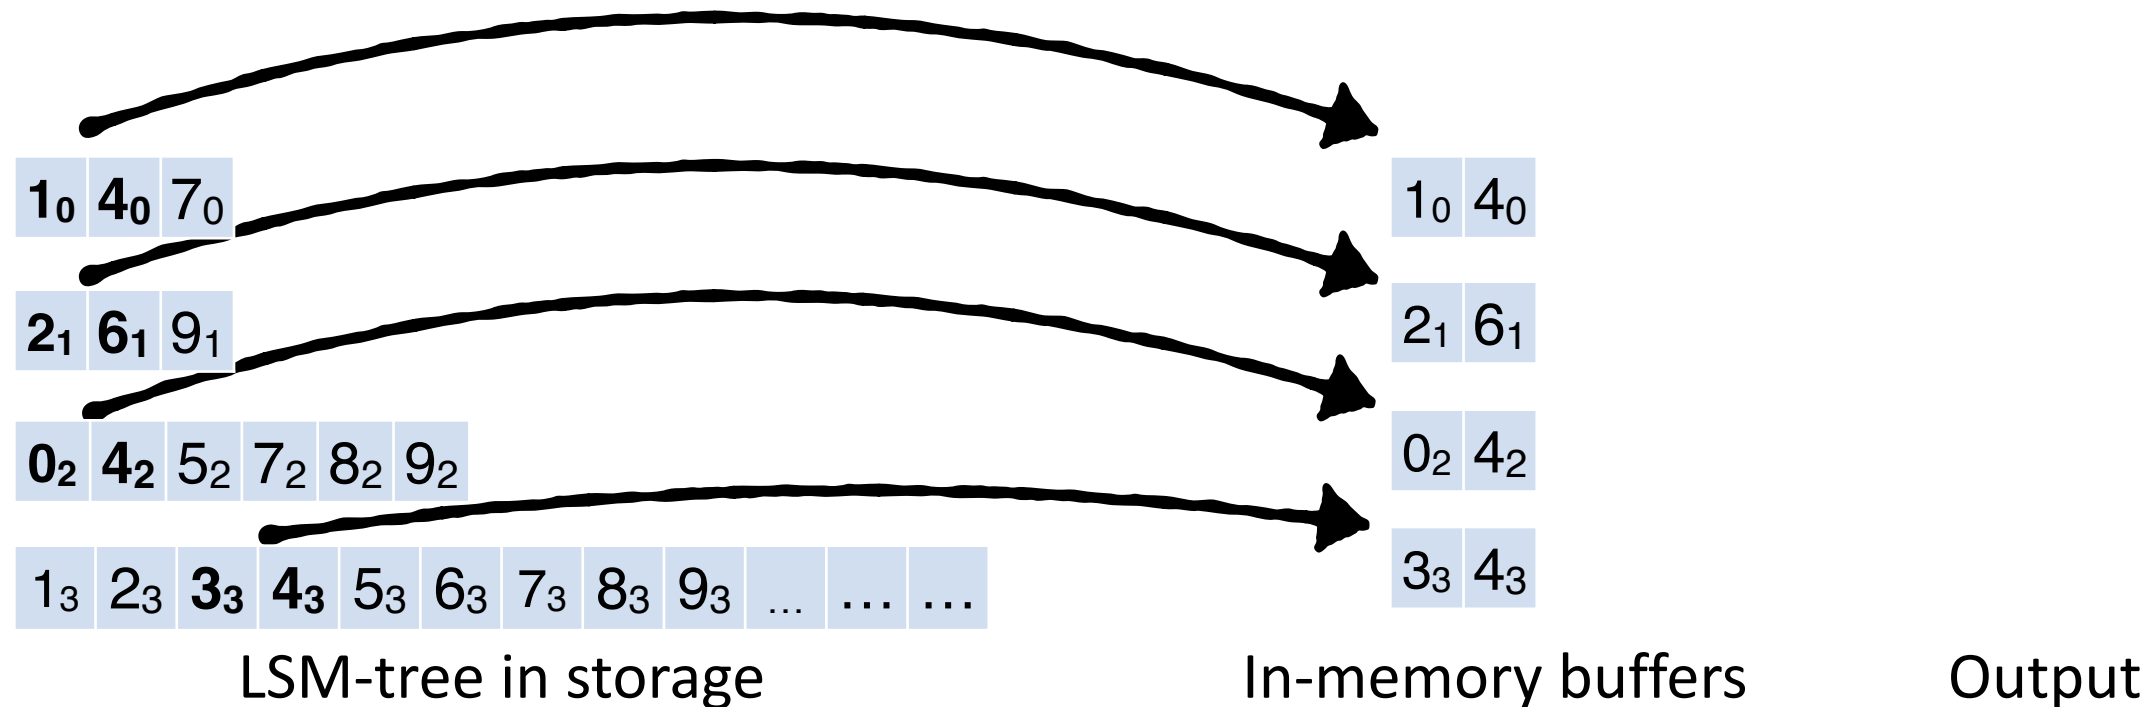 1₀ 4₀ 7₀ 1₀ 4₀
2₁ 6₁ 9₁ 2₁ 6₁
0₂ 4₂ 5₂ 7₂ 8₂ 9₂ 0₂ 4₂
1₃ 2₃ 3₃ 4₃ 5₃ 6₃ 7₃ 8₃ 9₃ ... ... ... 3₃ 4₃
LSM-tree in storage In-memory buffers Output